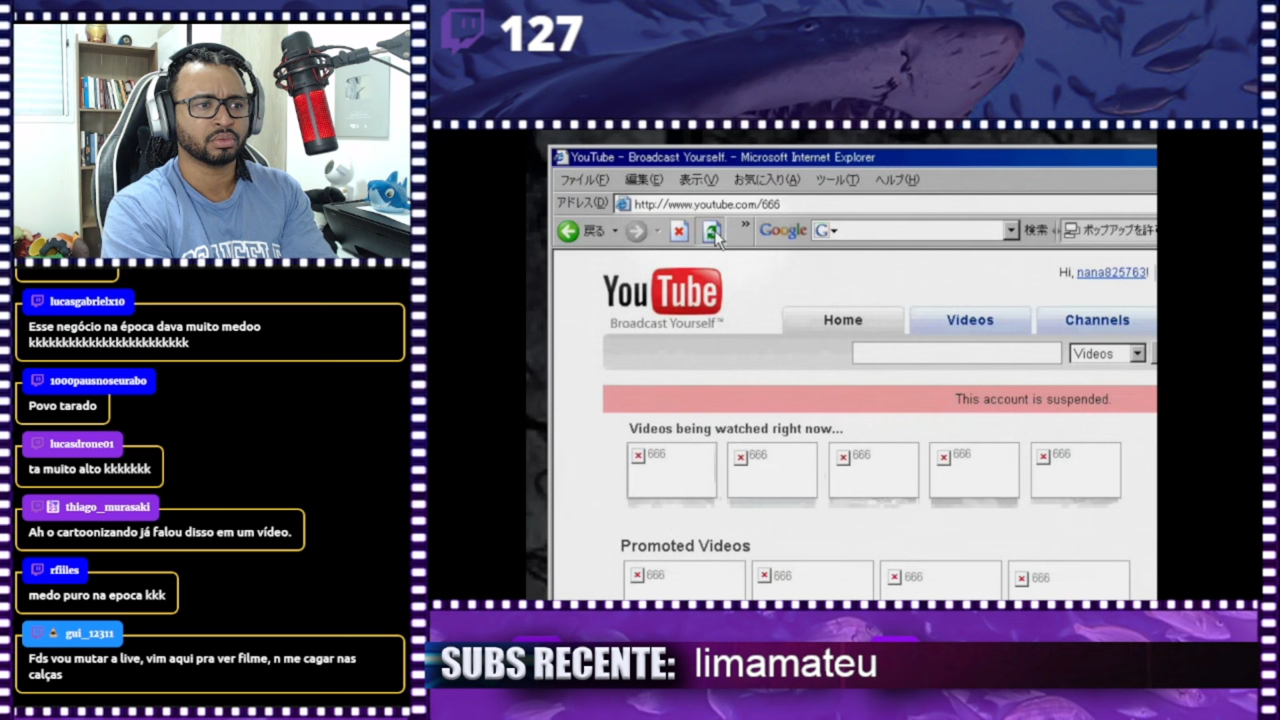 127
YouTube - Broadcast Yourself. - Microsoft Internet Explorer
ファイル(F) 編集(E) 表示(V) お気に入り(A) ツール(T) ヘルプ(H)
アドレス(D) http://www.youtube.com/666
戻る » Google G 検索 ポップアップを許
YouTube
Broadcast Yourself™
Hi, nana825763!
Home Videos Channels
Videos
This account is suspended.
Videos being watched right now...
666 666 666 666 666
Promoted Videos
666 666 666 666
lucasgabrielx10
Esse negócio na época dava muito medoo
kkkkkkkkkkkkkkkkkkkkkkkk
1000pausnoseurabo
Povo tarado
lucasdrone01
ta muito alto kkkkkkk
thiago_murasaki
Ah o cartoonizando já falou disso em um vídeo.
rfilles
medo puro na epoca kkk
gui_12311
Fds vou mutar a live, vim aqui pra ver filme, n me cagar nas
calças
SUBS RECENTE: limamateu